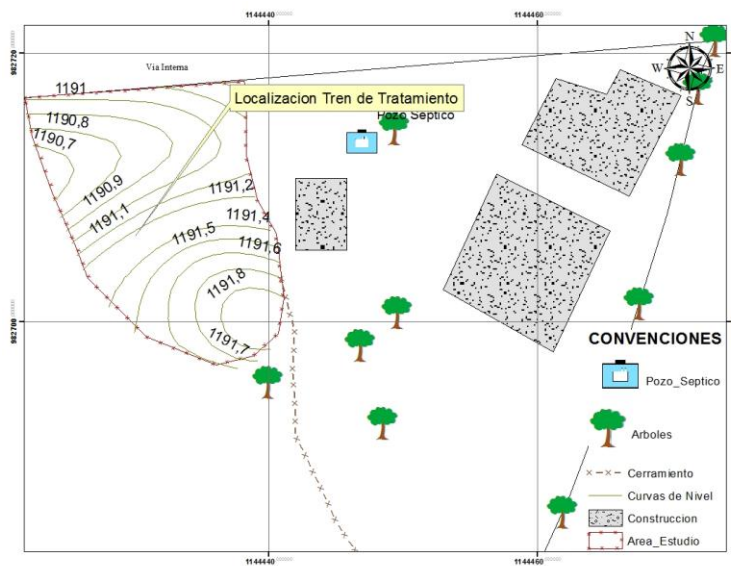 1144440
1144460
982720
Via Interna
N
W E
S
1191
Localizacion Tren de Tratamiento
Pozo Septico
1190,8
1190,7
1190,9
1191,1
1191,2
1191,4
1191,5
1191,6
1191,8
1191,7
982700
CONVENCIONES
Pozo_Septico
Arboles
Cerramiento
Curvas de Nivel
Construccion
Area_Estudio
1144440
1144460